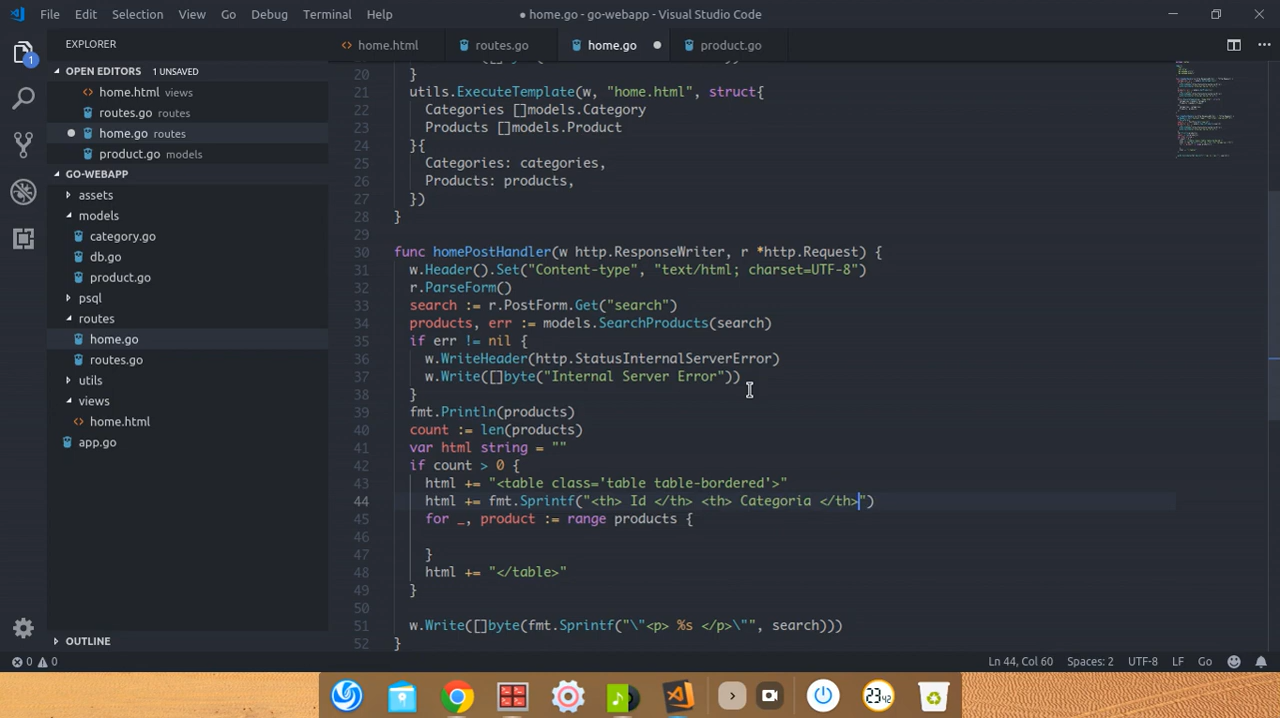 File Edit Selection View Go Debug Terminal Help
● home.go - go-webapp - Visual Studio Code
EXPLORER
home.html
routes.go
home.go
product.go
OPEN EDITORS 1 UNSAVED
home.html views
routes.go routes
home.go routes
product.go models
GO-WEBAPP
assets
models
category.go
db.go
product.go
psql
routes
home.go
routes.go
utils
views
home.html
app.go
OUTLINE
20 }
21 utils.ExecuteTemplate(w, "home.html", struct{
22 Categories []models.Category
23 Products []models.Product
24 }{
25 Categories: categories,
26 Products: products,
27 })
28 }
29
30 func homePostHandler(w http.ResponseWriter, r *http.Request) {
31 w.Header().Set("Content-type", "text/html; charset=UTF-8")
32 r.ParseForm()
33 search := r.PostForm.Get("search")
34 products, err := models.SearchProducts(search)
35 if err != nil {
36 w.WriteHeader(http.StatusInternalServerError)
37 w.Write([]byte("Internal Server Error"))
38 }
39 fmt.Println(products)
40 count := len(products)
41 var html string = ""
42 if count > 0 {
43 html += "<table class='table table-bordered'>"
44 html += fmt.Sprintf("<th> Id </th> <th> Categoria </th>")
45 for _, product := range products {
46
47 }
48 html += "</table>"
49 }
50
51 w.Write([]byte(fmt.Sprintf("\"<p> %s </p>\"", search)))
52 }
0 0
Ln 44, Col 60 Spaces: 2 UTF-8 LF Go
1
23 42